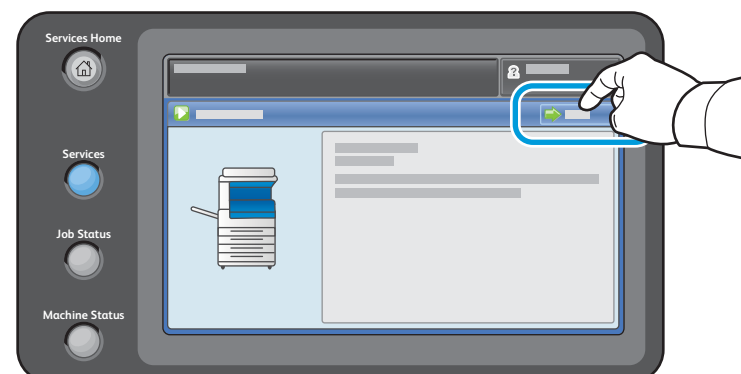 Services Home
?
Services
Job Status
Machine Status